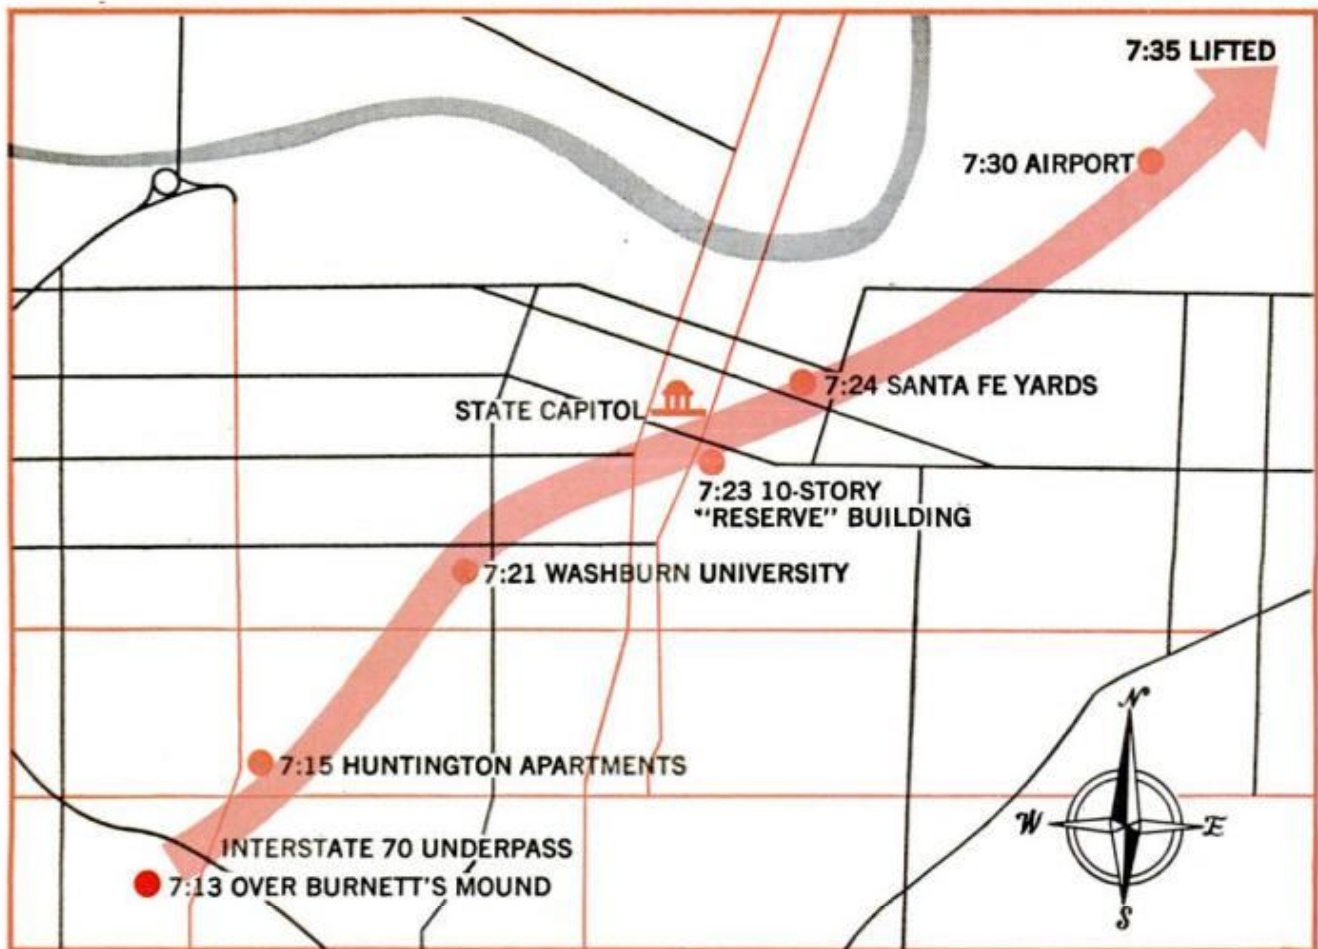 7:35 LIFTED
7:30 AIRPORT
7:24 SANTA FE YARDS
STATE CAPITOL
7:23 10-STORY
"RESERVE" BUILDING
7:21 WASHBURN UNIVERSITY
7:15 HUNTINGTON APARTMENTS
N
W E
S
INTERSTATE 70 UNDERPASS
7:13 OVER BURNETT'S MOUND